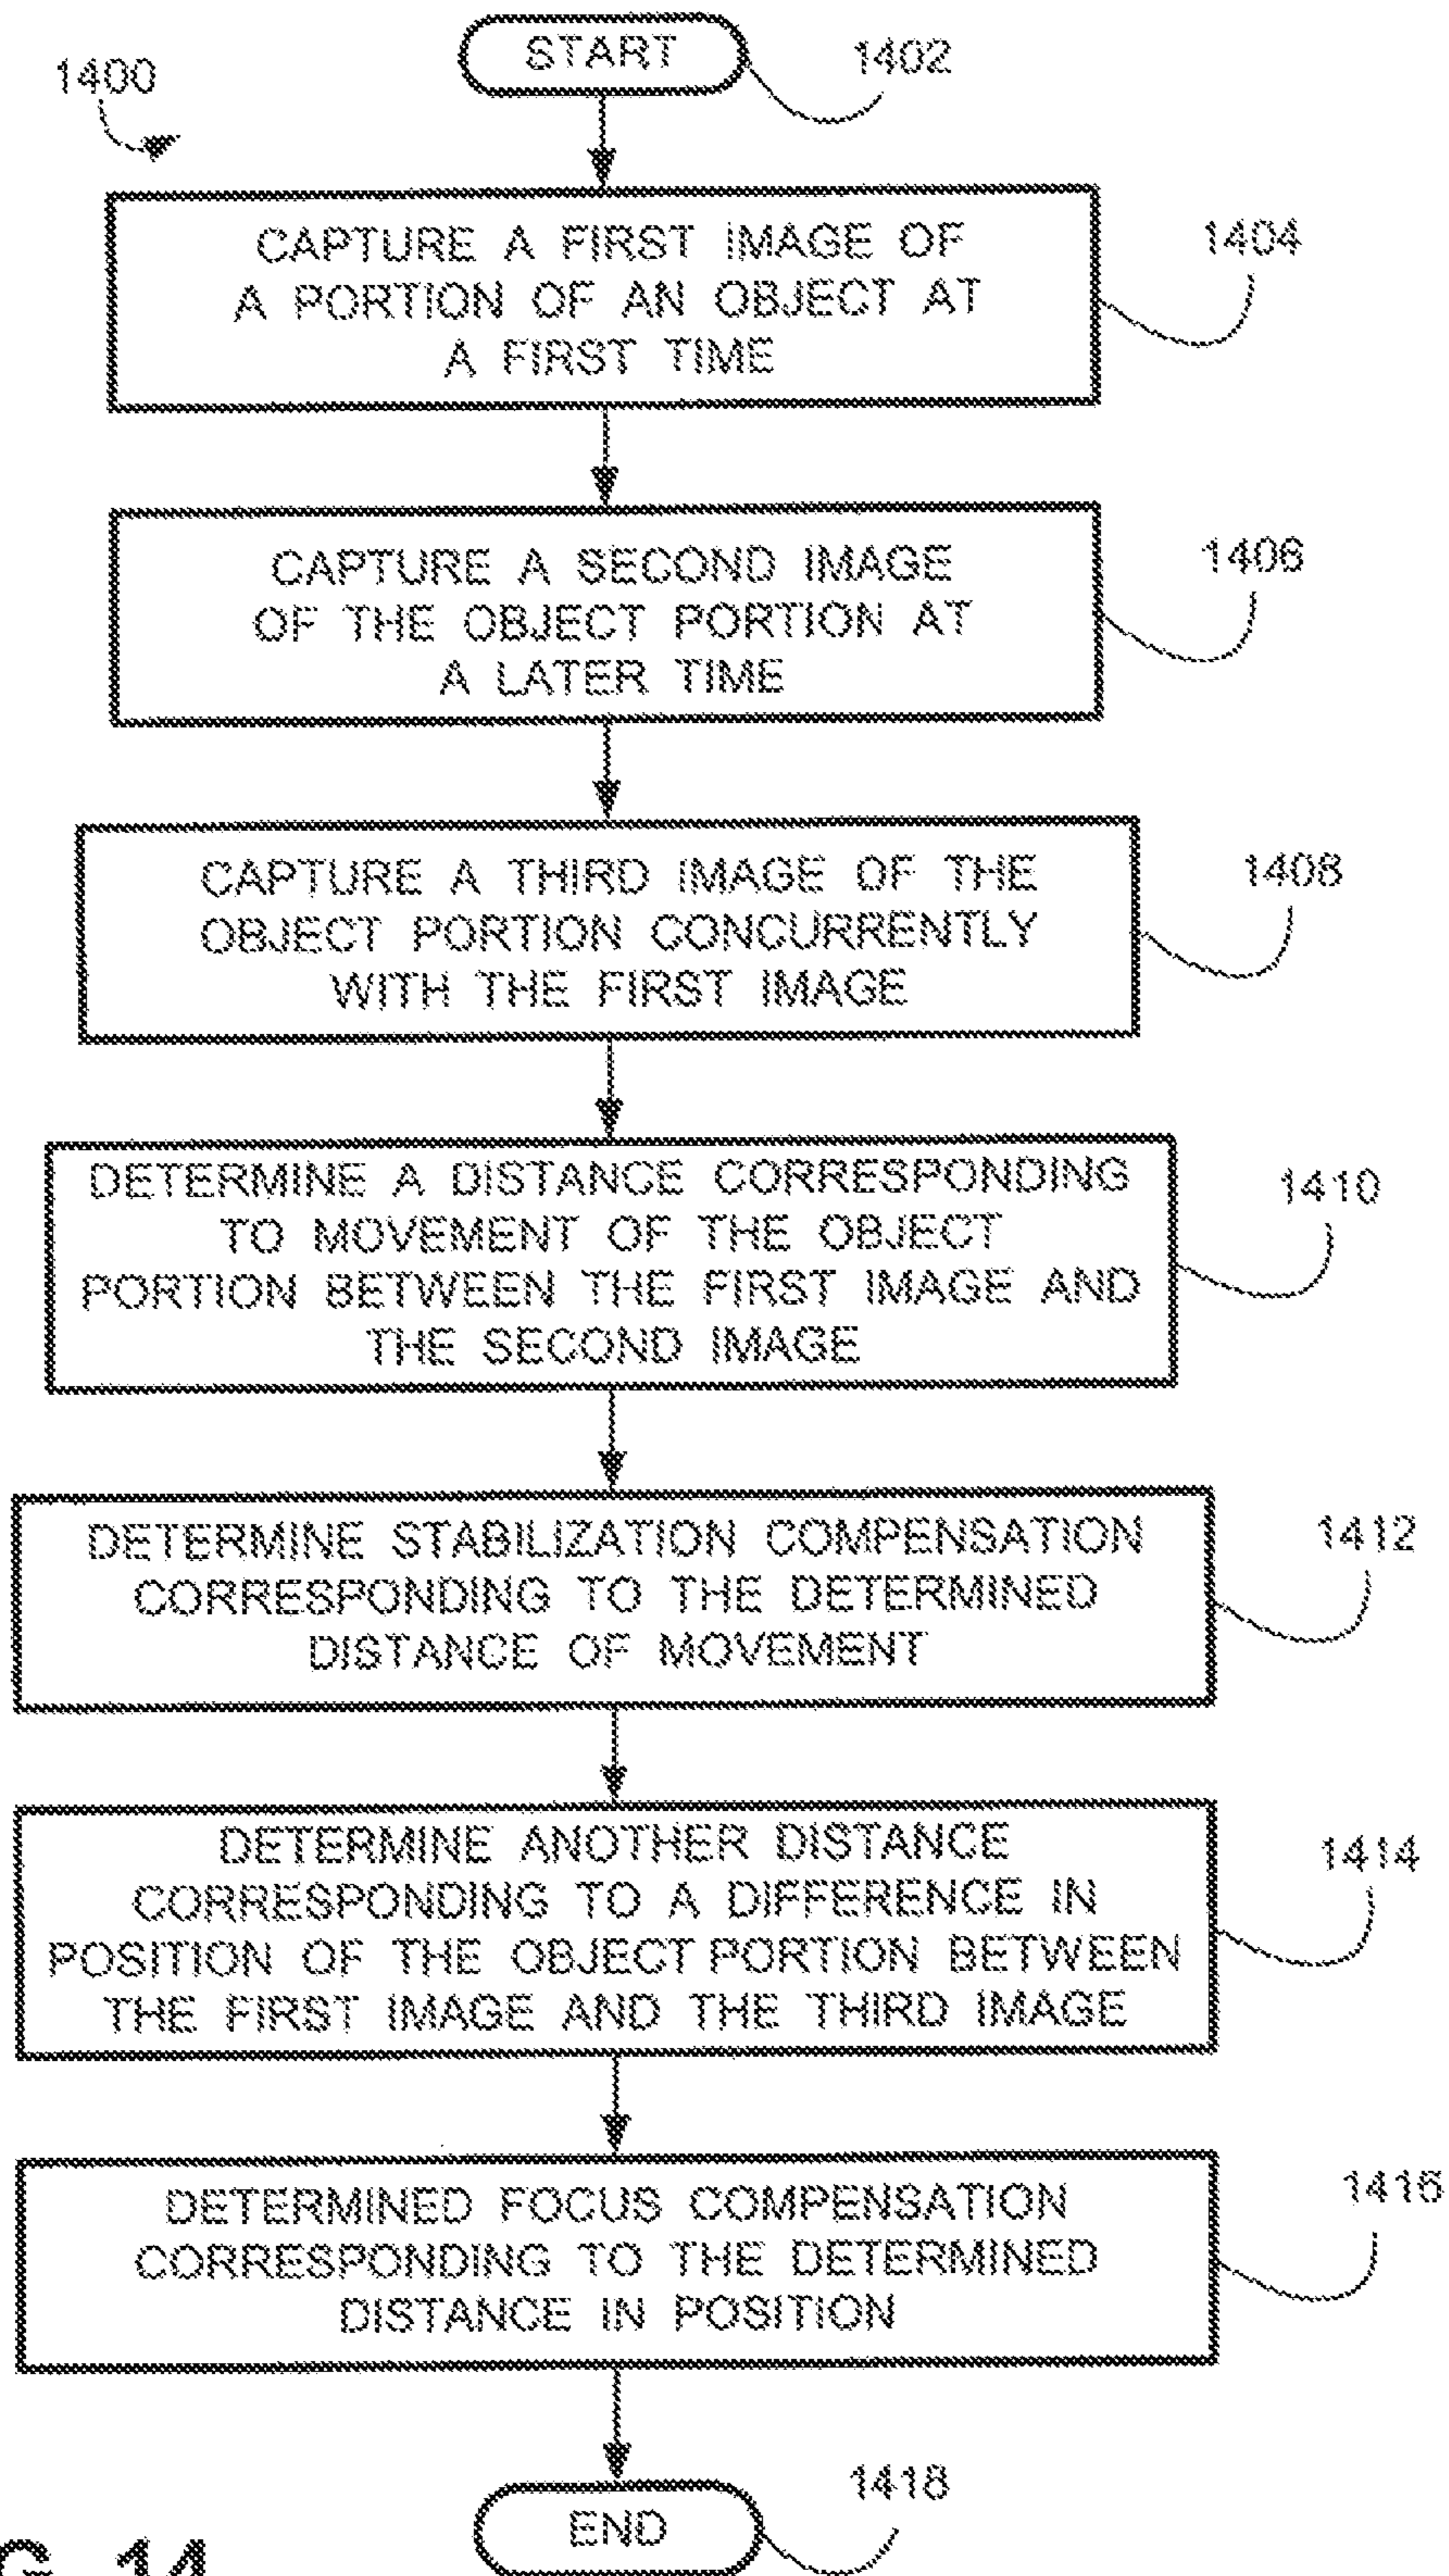 1400
START
1402
CAPTURE A FIRST IMAGE OF
A PORTION OF AN OBJECT AT
A FIRST TIME
1404
CAPTURE A SECOND IMAGE
OF THE OBJECT PORTION AT
A LATER TIME
1406
CAPTURE A THIRD IMAGE OF THE
OBJECT PORTION CONCURRENTLY
WITH THE FIRST IMAGE
1408
DETERMINE A DISTANCE CORRESPONDING
TO MOVEMENT OF THE OBJECT
PORTION BETWEEN THE FIRST IMAGE AND
THE SECOND IMAGE
1410
DETERMINE STABILIZATION COMPENSATION
CORRESPONDING TO THE DETERMINED
DISTANCE OF MOVEMENT
1412
DETERMINE ANOTHER DISTANCE
CORRESPONDING TO A DIFFERENCE IN
POSITION OF THE OBJECT PORTION BETWEEN
THE FIRST IMAGE AND THE THIRD IMAGE
1414
DETERMINED FOCUS COMPENSATION
CORRESPONDING TO THE DETERMINED
DISTANCE IN POSITION
1416
END
1418
14